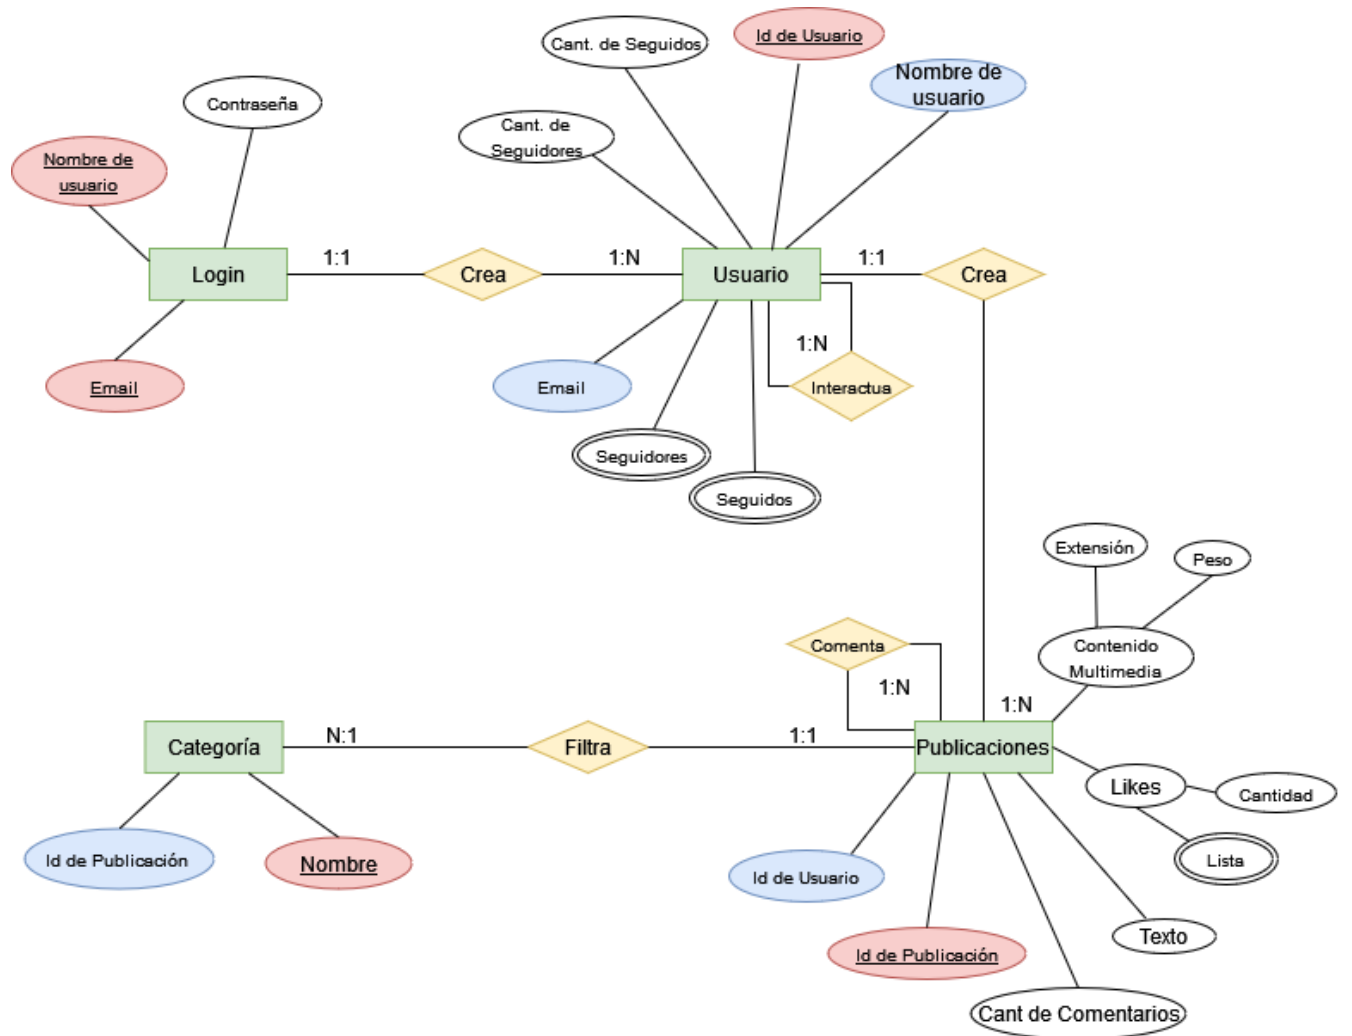 Cant. de Seguidos
Id de Usuario
Nombre de
usuario
Contraseña
Cant. de
Seguidores
Nombre de
usuario
Login
1:1
Crea
1:N
Usuario
1:1
Crea
1:N
Interactua
Email
Email
Seguidores
Seguidos
Extensión
Peso
Comenta
Contenido
Multimedia
1:N
1:N
Categoría
N:1
Filtra
1:1
Publicaciones
Likes
Cantidad
Lista
Id de Publicación
Nombre
Id de Usuario
Texto
Id de Publicación
Cant de Comentarios